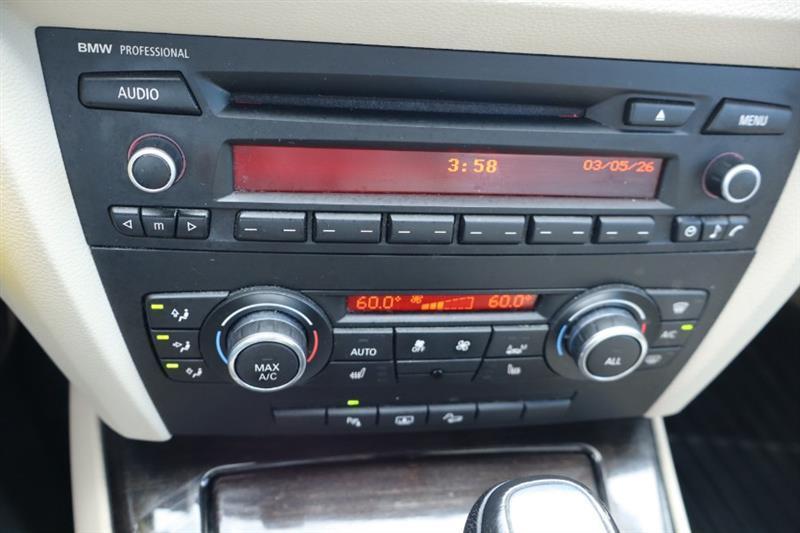 BMW PROFESSIONAL
AUDIO
MENU
3:58 03/05/26
m
60.0° 60.0°
AUTO
OFF
A/C
MAX
A/C
ALL